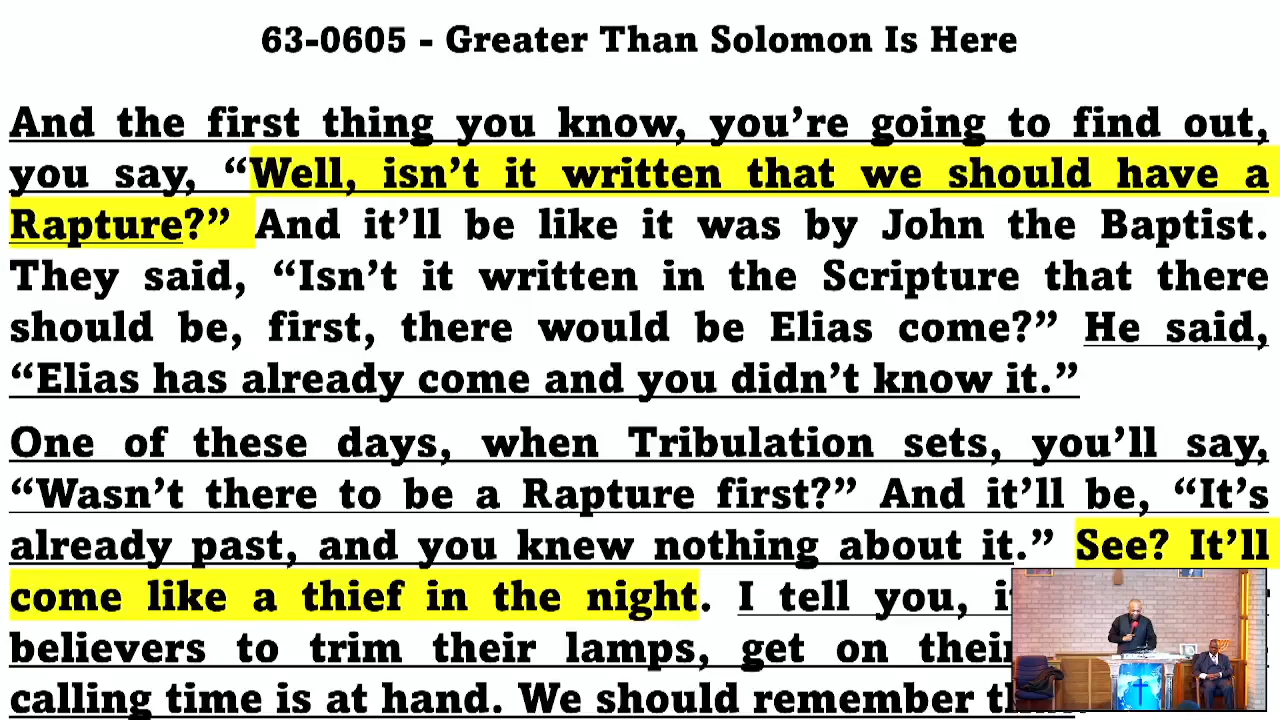 63-0605 - Greater Than Solomon Is Here
And the first thing you know, you’re going to find out,
you say, “Well, isn’t it written that we should have a
Rapture?” And it’ll be like it was by John the Baptist.
They said, “Isn’t it written in the Scripture that there
should be, first, there would be Elias come?” He said,
“Elias has already come and you didn’t know it.”
One of these days, when Tribulation sets, you’ll say,
“Wasn’t there to be a Rapture first?” And it’ll be, “It’s
already past, and you knew nothing about it.” See? It’ll
come like a thief in the night. I tell you,
believers to trim their lamps, get on
calling time is at hand. We should remember